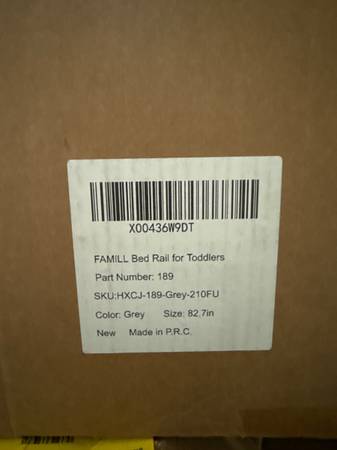 X00436W9DT
FAMILL Bed Rail for Toddlers
Part Number: 189
SKU:HXCJ-189-Grey-210FU
Color: Grey Size: 82.7in
New Made in P.R.C.